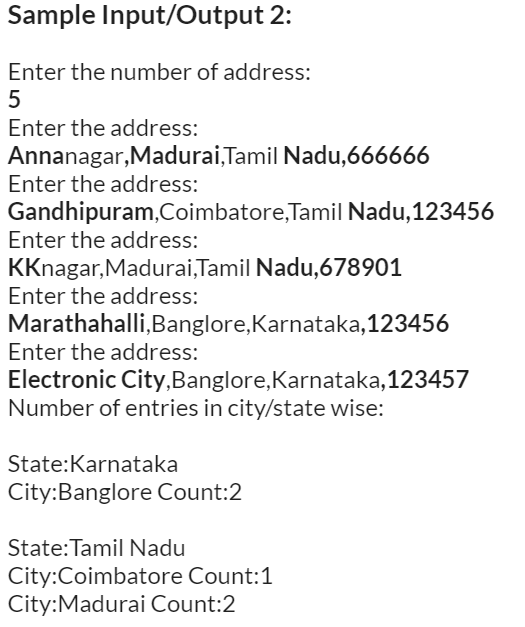 Sample Input/Output 2:
Enter the number of address:
5
Enter the address:
Annanagar,Madurai,Tamil Nadu,666666
Enter the address:
Gandhipuram,Coimbatore,Tamil Nadu,123456
Enter the address:
KKnagar,Madurai,Tamil Nadu,678901
Enter the address:
Marathahalli,Banglore,Karnataka,123456
Enter the address:
Electronic City,Banglore,Karnataka,123457
Number of entries in city/state wise:
State:Karnataka
City:Banglore Count:2
State:Tamil Nadu
City:Coimbatore Count:1
City:Madurai Count:2